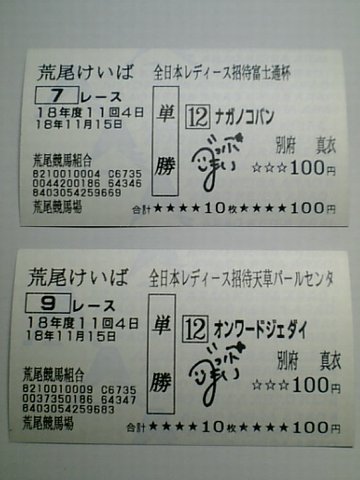 荒尾けいば 全日本レディース招待富士通杯
7 レース
18年度11回4日
18年11月15日
単勝
12 ナガノコバン
別府 真衣
☆☆☆100円
荒尾競馬組合
8210010004 C6735
0044200186 64346
8403054259669
荒尾競馬場
合計★★★★10枚★★★★100円
荒尾けいば 全日本レディース招待天草パールセンタ
9 レース
18年度11回4日
18年11月15日
単勝
12 オンワードジェダイ
別府 真衣
☆☆☆100円
荒尾競馬組合
8210010009 C6735
0037350186 64347
8403054259683
荒尾競馬場
合計★★★★10枚★★★★100円